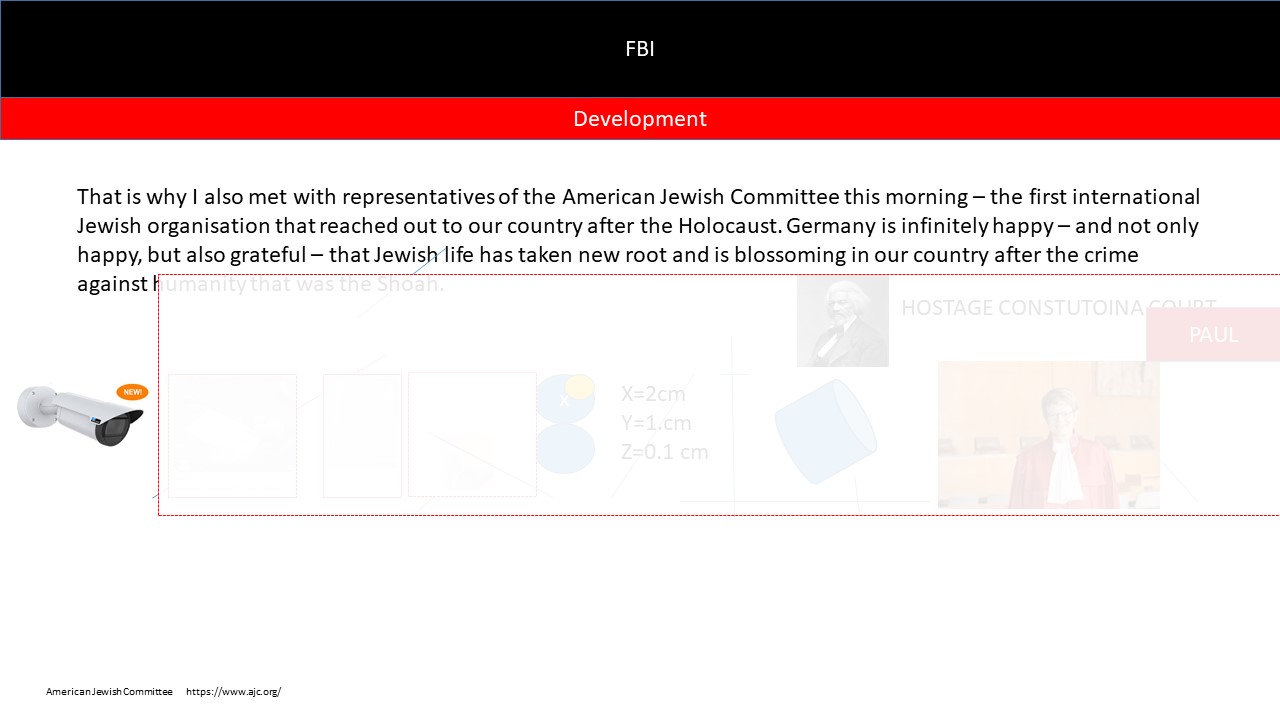 FBI
Development
That is why I also met with representatives of the American Jewish Committee this morning – the first international
Jewish organisation that reached out to our country after the Holocaust. Germany is infinitely happy – and not only
happy, but also grateful – that Jewish life has taken new root and is blossoming in our country after the crime
against humanity that was the Shoah.
HOSTAGE CONSTUTOINA COURT
PAUL
NEW!
X
X=2cm
Y=1.cm
Z=0.1 cm
American Jewish Committee https://www.ajc.org/